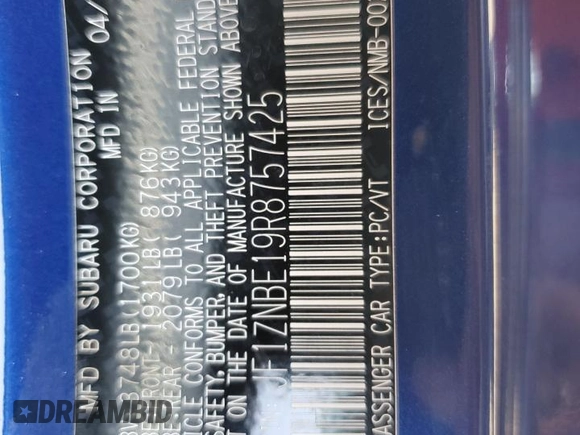 MFD BY SUBARU CORPORATION 04/
MFD IN
3748LB(1700KG)
FRONT-1931LB( 876KG)
REAR - 2079LB( 943KG)
ICLE CONFORMS TO ALL APPLICABLE FEDERAL
SAFETY, BUMPER, AND THEFT PREVENTION STAND
T ON THE DATE OF MANUFACTURE SHOWN ABOVE
JF1ZNBE19R8757425
ASSENGER CAR TYPE:PC/VT ICES/NMB-00
DREAMBID